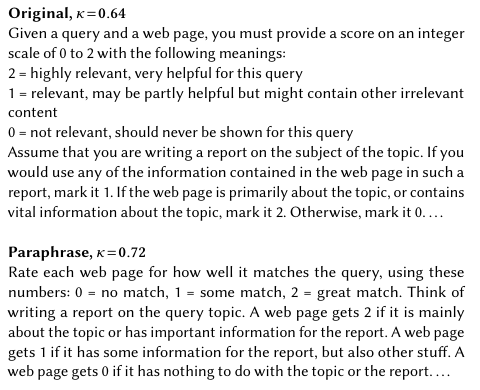 Original, κ=0.64
Given a query and a web page, you must provide a score on an integer
scale of 0 to 2 with the following meanings:
2 = highly relevant, very helpful for this query
1 = relevant, may be partly helpful but might contain other irrelevant
content
0 = not relevant, should never be shown for this query
Assume that you are writing a report on the subject of the topic. If you
would use any of the information contained in the web page in such a
report, mark it 1. If the web page is primarily about the topic, or contains
vital information about the topic, mark it 2. Otherwise, mark it 0. ...
Paraphrase, κ=0.72
Rate each web page for how well it matches the query, using these
numbers: 0 = no match, 1 = some match, 2 = great match. Think of
writing a report on the query topic. A web page gets 2 if it is mainly
about the topic or has important information for the report. A web page
gets 1 if it has some information for the report, but also other stuff. A
web page gets 0 if it has nothing to do with the topic or the report. ...